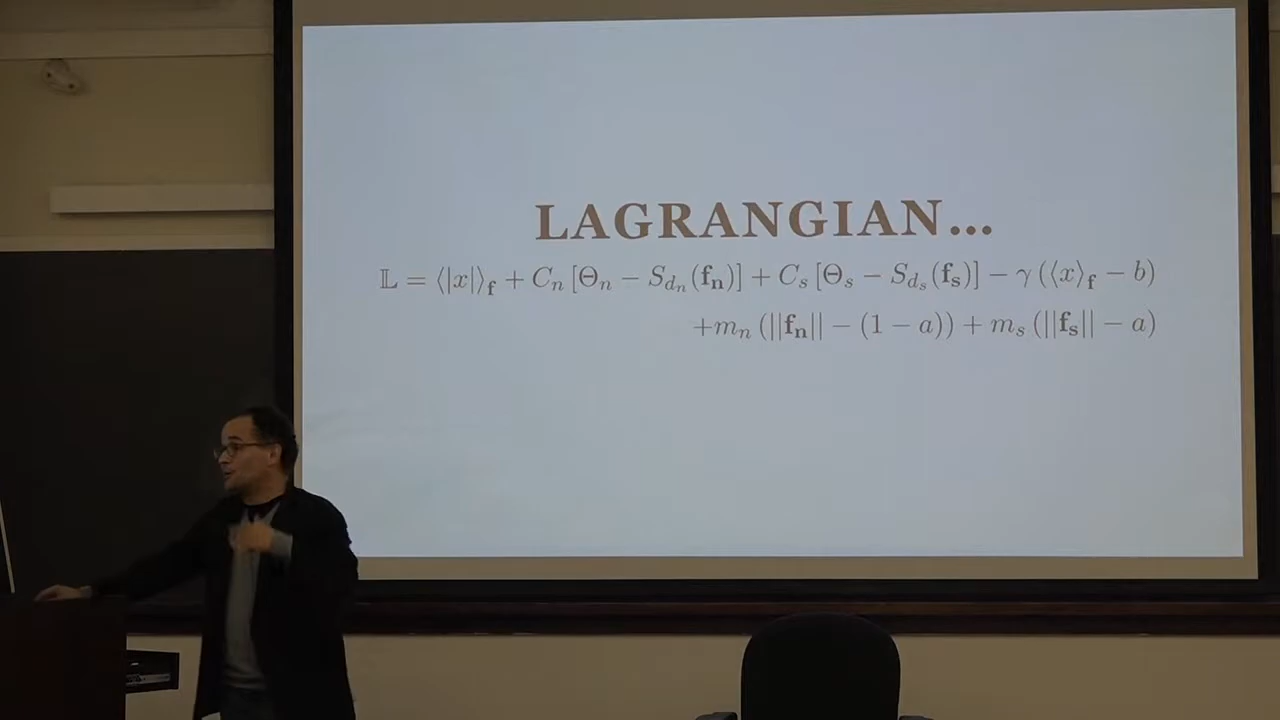 LAGRANGIAN...
𝕃 = ⟨|x|⟩_f + C_n [Θ_n − S_{d_n}(f_n)] + C_s [Θ_s − S_{d_s}(f_s)] − γ (⟨x⟩_f − b)
+m_n (||f_n|| − (1 − a)) + m_s (||f_s|| − a)